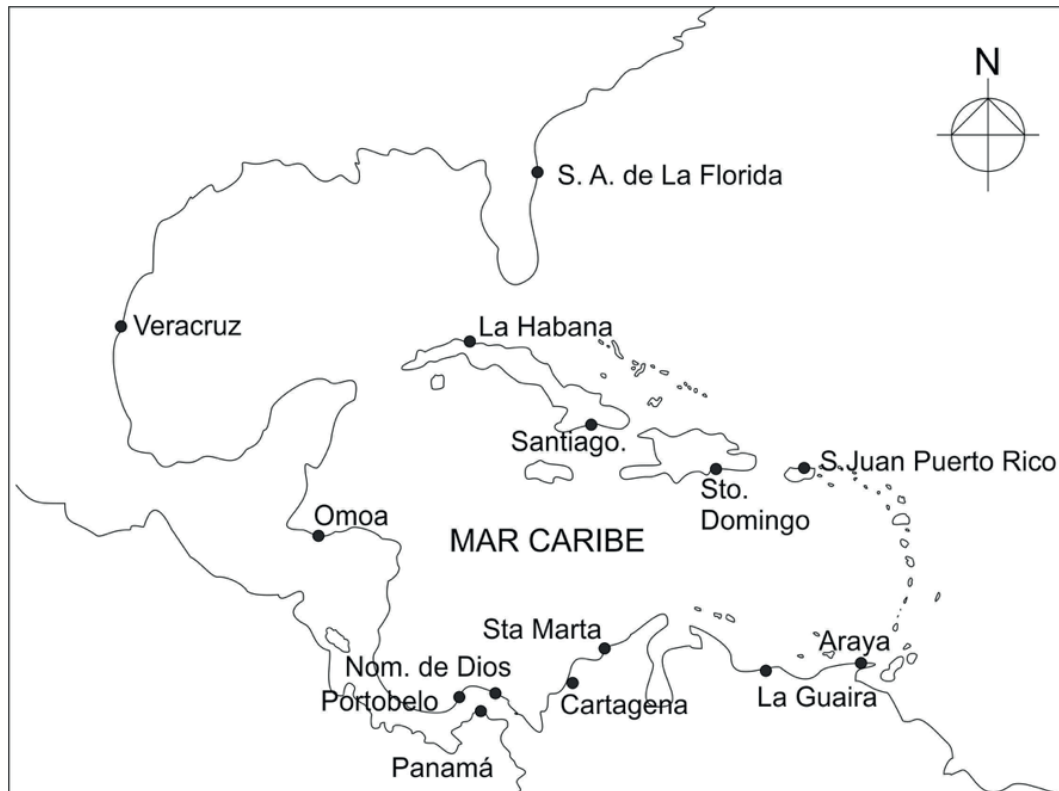 N
S. A. de La Florida
Veracruz
La Habana
Santiago.
S.Juan Puerto Rico
Sto.
Domingo
Omoa
MAR CARIBE
Sta Marta
Araya
Nom. de Dios
Portobelo
Cartagena
La Guaira
Panamá